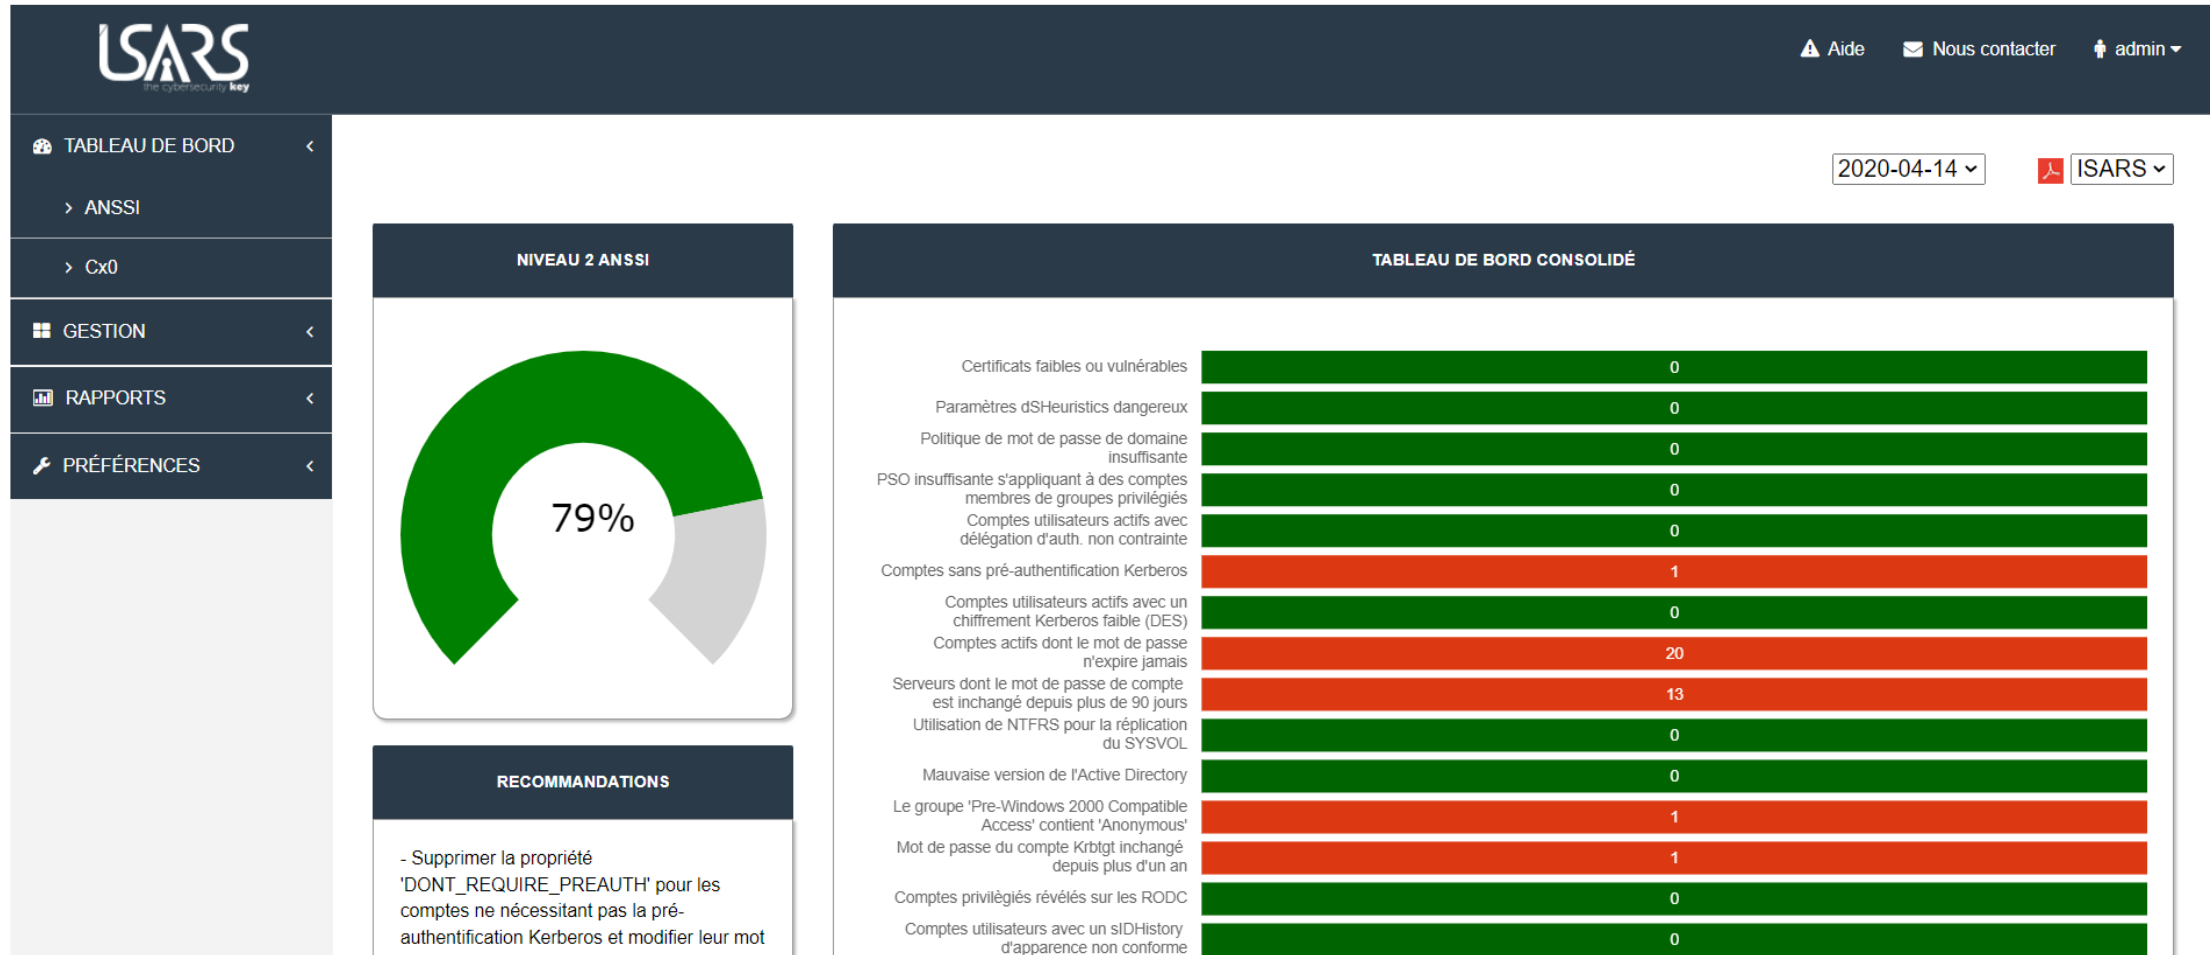 ISARS
the cybersecurity key
Aide
Nous contacter
admin
TABLEAU DE BORD
ANSSI
Cx0
GESTION
RAPPORTS
PRÉFÉRENCES
2020-04-14
ISARS
NIVEAU 2 ANSSI
79%
RECOMMANDATIONS
- Supprimer la propriété
'DONT_REQUIRE_PREAUTH' pour les
comptes ne nécessitant pas la pré-
authentification Kerberos et modifier leur mot
TABLEAU DE BORD CONSOLIDÉ
Certificats faibles ou vulnérables
0
Paramètres dSHeuristics dangereux
0
Politique de mot de passe de domaine
insuffisante
0
PSO insuffisante s'appliquant à des comptes
membres de groupes privilégiés
0
Comptes utilisateurs actifs avec
délégation d'auth. non contrainte
0
Comptes sans pré-authentification Kerberos
1
Comptes utilisateurs actifs avec un
chiffrement Kerberos faible (DES)
0
Comptes actifs dont le mot de passe
n'expire jamais
20
Serveurs dont le mot de passe de compte
est inchangé depuis plus de 90 jours
13
Utilisation de NTFRS pour la réplication
du SYSVOL
0
Mauvaise version de l'Active Directory
0
Le groupe 'Pre-Windows 2000 Compatible
Access' contient 'Anonymous'
1
Mot de passe du compte Krbtgt inchangé
depuis plus d'un an
1
Comptes privilègiés révélés sur les RODC
0
Comptes utilisateurs avec un sIDHistory
d'apparence non conforme
0